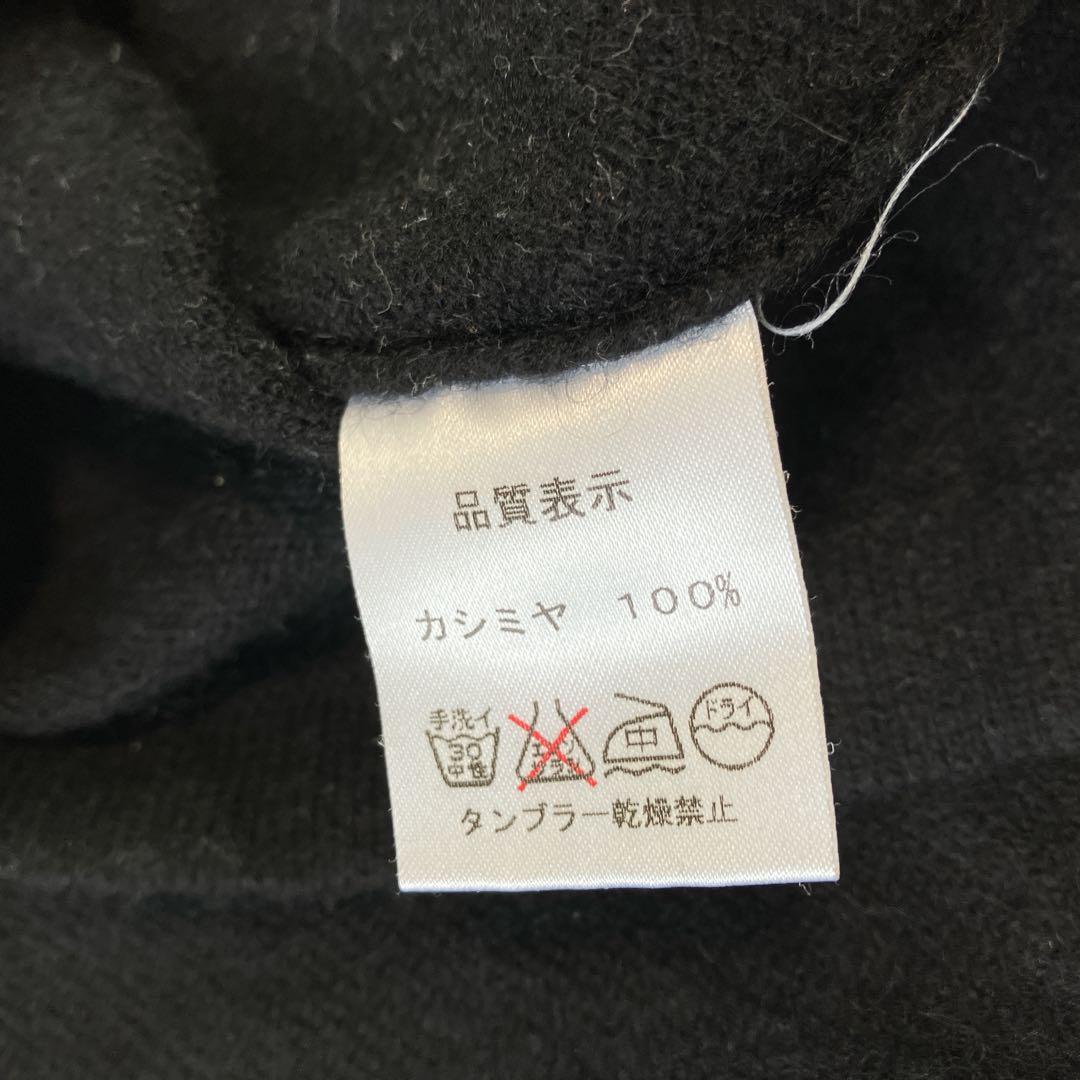 品質表示
カシミヤ 100%
手洗イ
30
中性
エンソ
サラシ
中
ドライ
タンブラー乾燥禁止